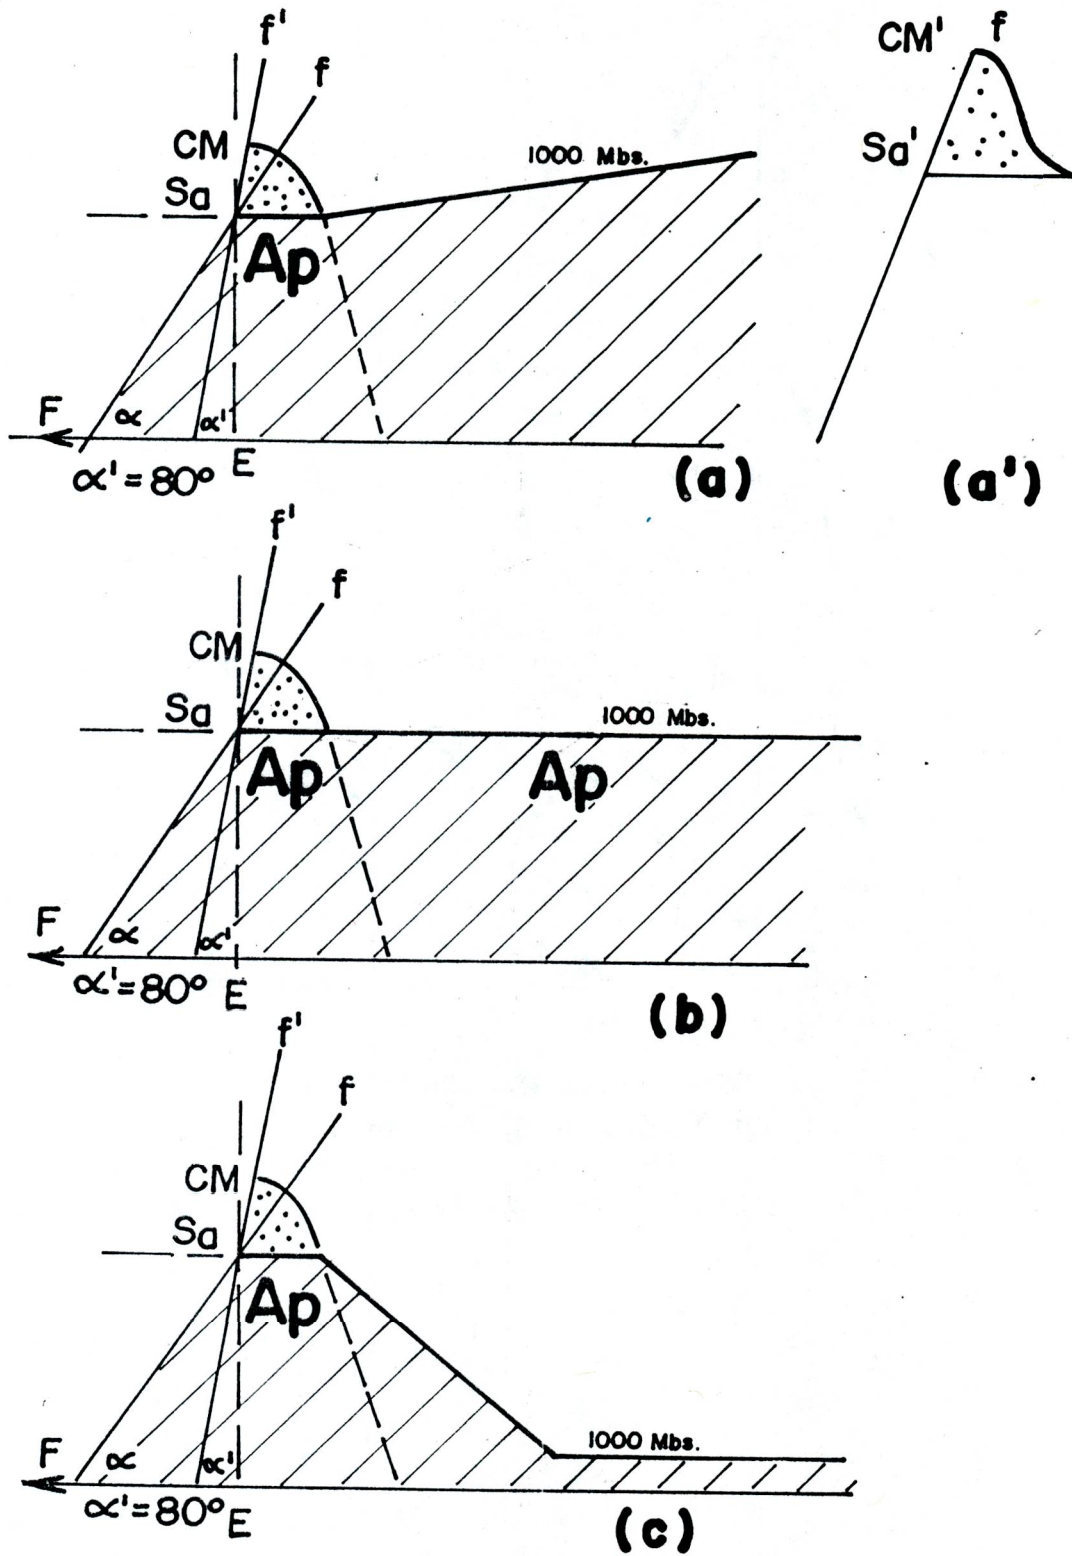 f'
f
CM
Sa
1000 Mbs.
Ap
F
α
α'
α'=80°
E
(a)
CM'
f
Sa'
(a')
f'
f
CM
Sa
1000 Mbs.
Ap
Ap
F
α
α'
α'=80°
E
(b)
f'
f
CM
Sa
Ap
1000 Mbs.
F
α
α'
α'=80°
E
(c)